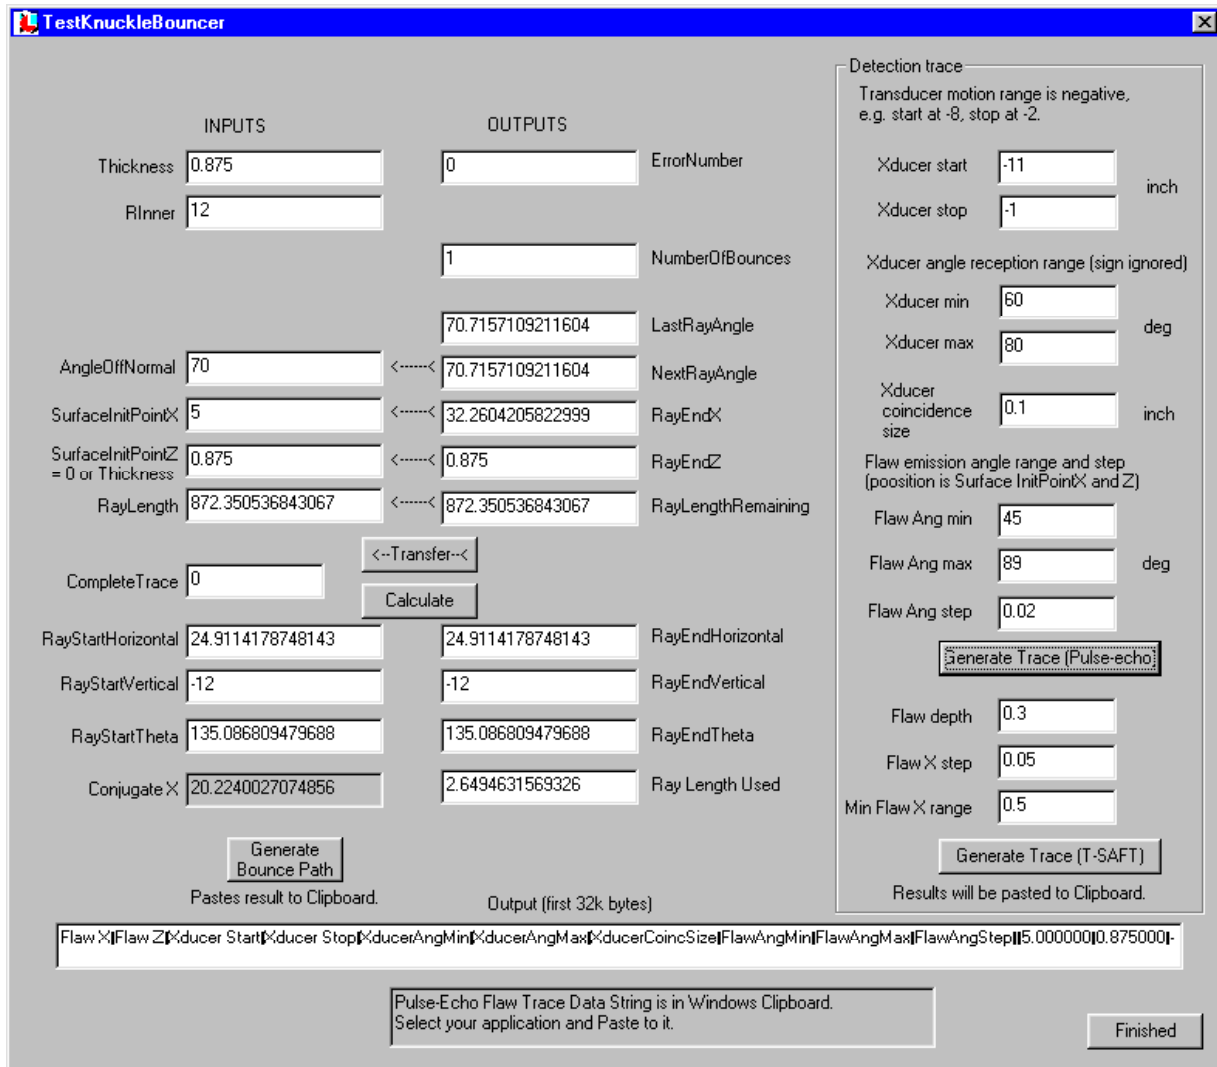 TestKnuckleBouncer
INPUTS
OUTPUTS
Thickness 0.875
0 ErrorNumber
RInner 12
1 NumberOfBounces
70.7157109211604 LastRayAngle
AngleOffNormal 70 <------< 70.7157109211604 NextRayAngle
SurfaceInitPointX 5 <------< 32.2604205822999 RayEndX
SurfaceInitPointZ
= 0 or Thickness 0.875 <------< 0.875 RayEndZ
RayLength 872.350536843067 <------< 872.350536843067 RayLengthRemaining
<--Transfer--<
CompleteTrace 0
Calculate
RayStartHorizontal 24.9114178748143 24.9114178748143 RayEndHorizontal
RayStartVertical -12 -12 RayEndVertical
RayStartTheta 135.086809479688 135.086809479688 RayEndTheta
Conjugate X 20.2240027074856 2.6494631569326 Ray Length Used
Generate
Bounce Path
Pastes result to Clipboard.
Detection trace
Transducer motion range is negative,
e.g. start at -8, stop at -2.
Xducer start -11
inch
Xducer stop -1
Xducer angle reception range (sign ignored)
Xducer min 60
deg
Xducer max 80
Xducer
coincidence
size 0.1 inch
Flaw emission angle range and step
(poosition is Surface InitPointX and Z)
Flaw Ang min 45
Flaw Ang max 89 deg
Flaw Ang step 0.02
Generate Trace (Pulse-echo)
Flaw depth 0.3
Flaw X step 0.05
Min Flaw X range 0.5
Generate Trace (T-SAFT)
Results will be pasted to Clipboard.
Output (first 32k bytes)
Flaw X|Flaw Z|Xducer Start|Xducer Stop|XducerAngMin|XducerAngMax|XducerCoincSize|FlawAngMin|FlawAngMax|FlawAngStep||5.000000|0.875000|-
Pulse-Echo Flaw Trace Data String is in Windows Clipboard.
Select your application and Paste to it.
Finished